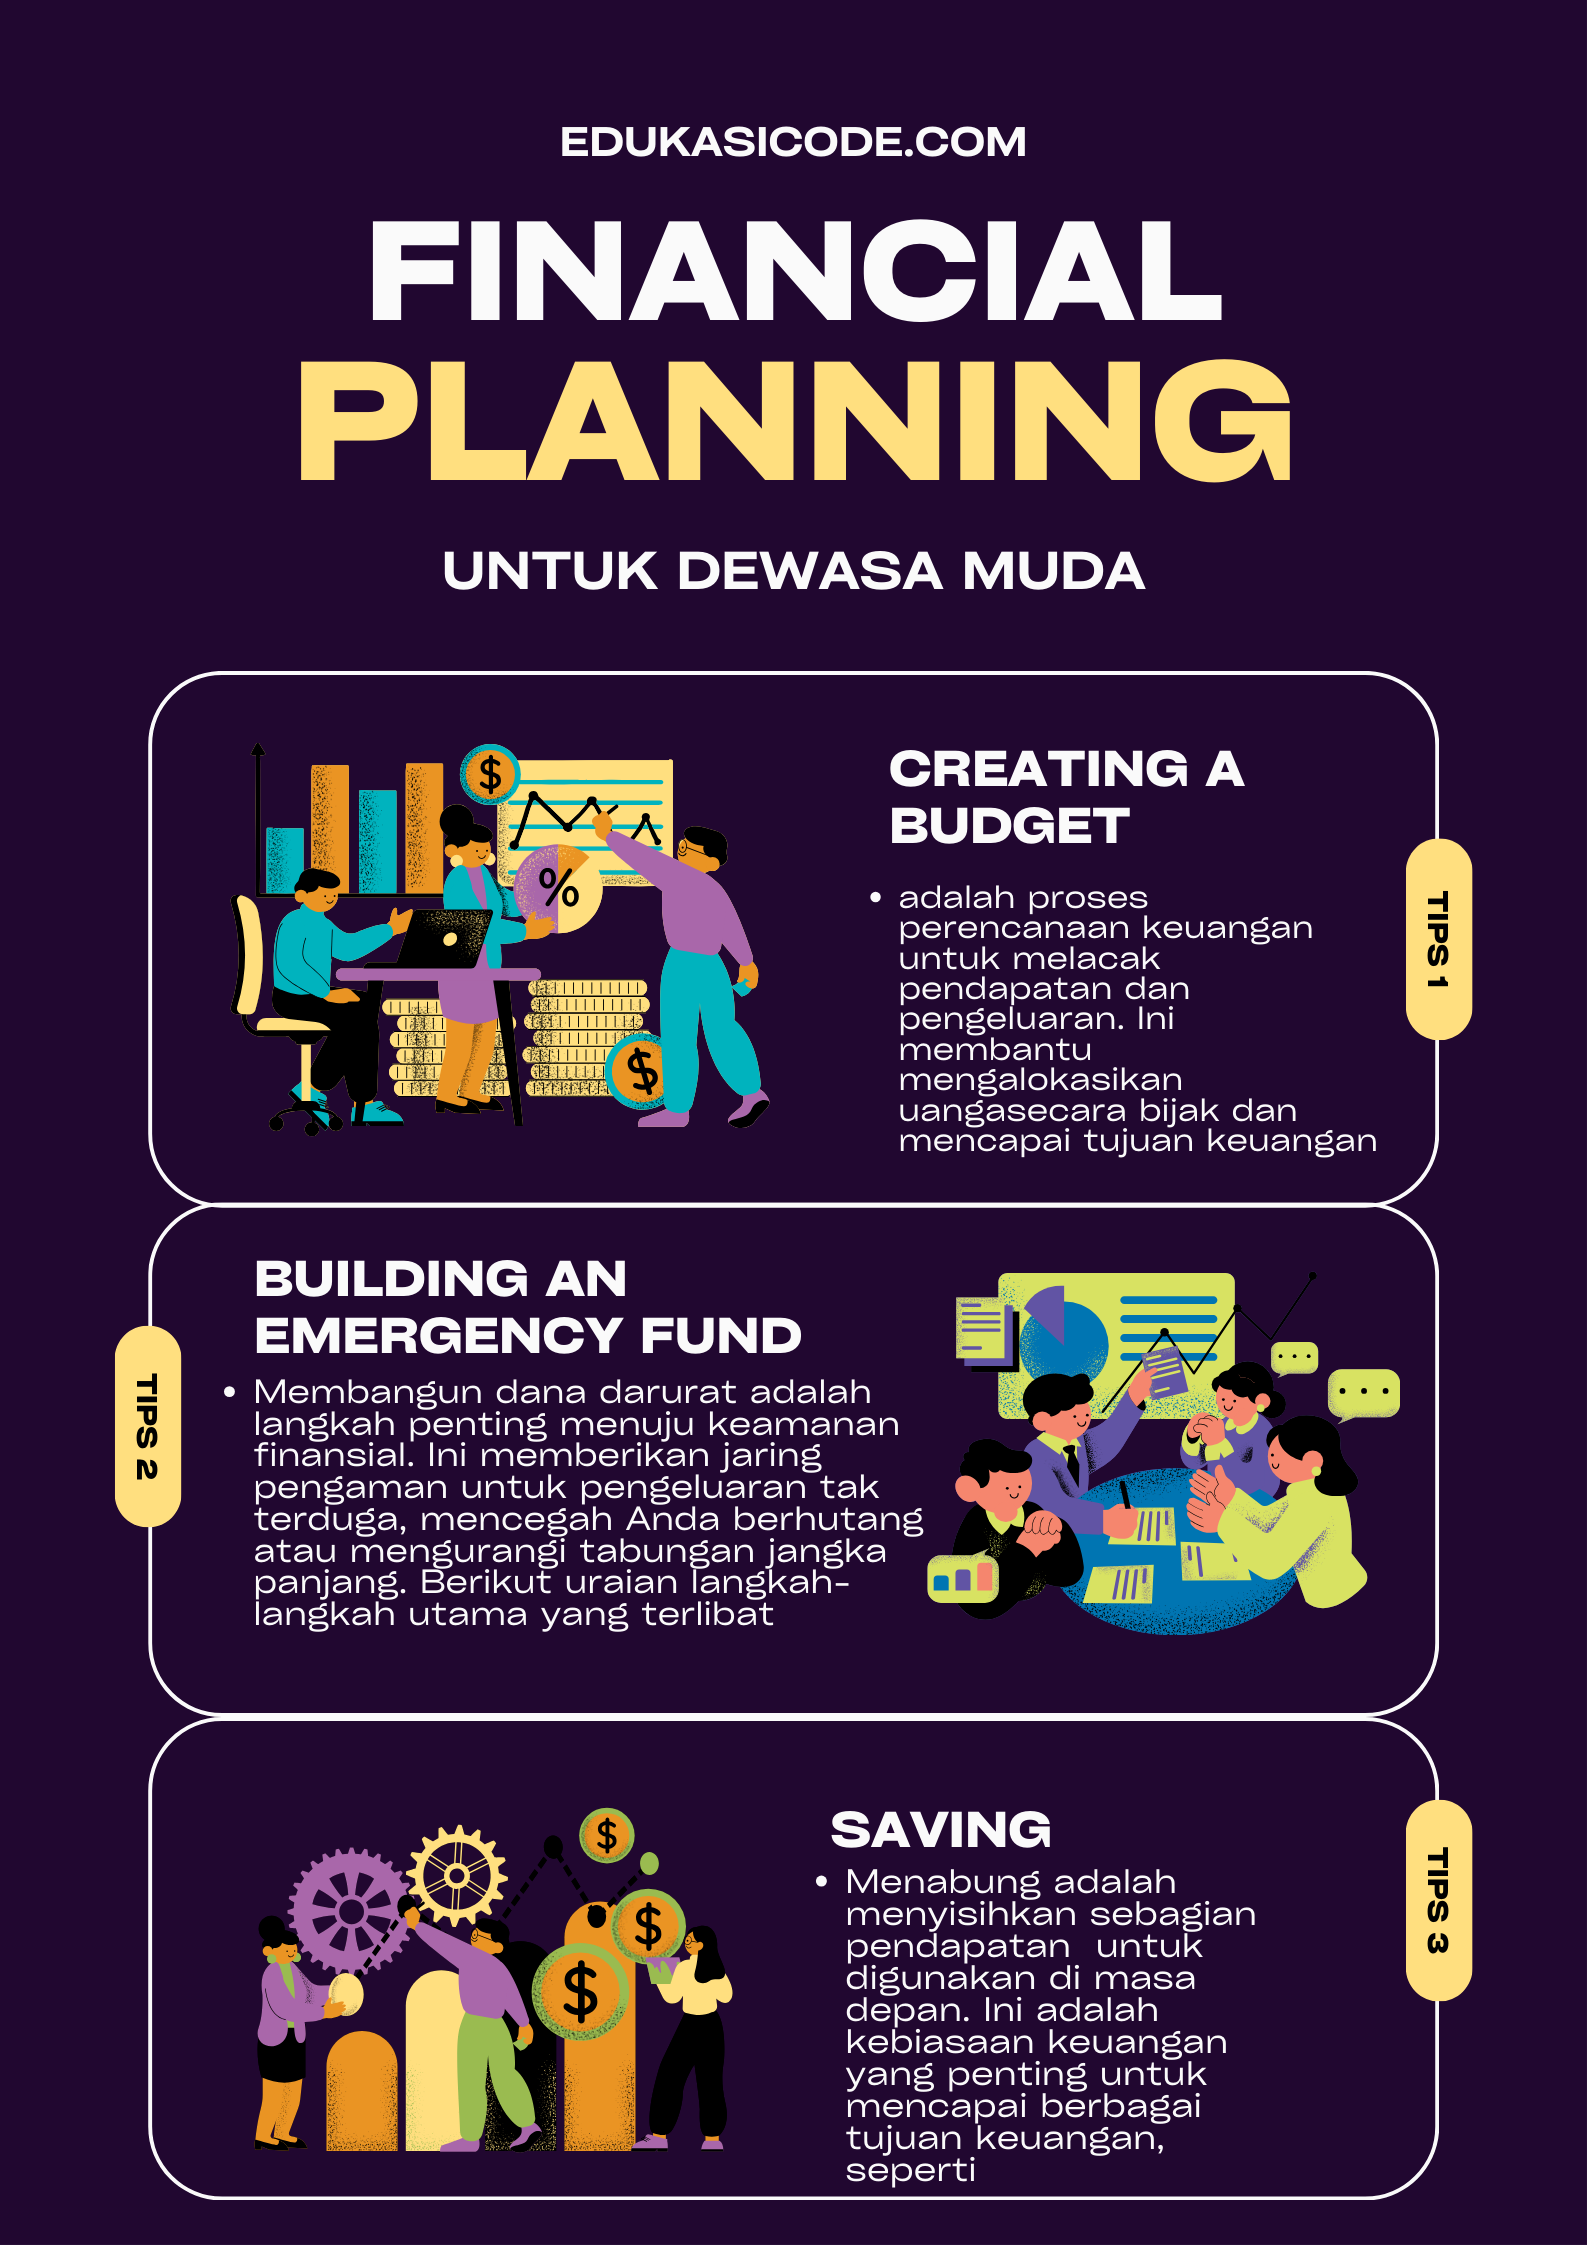 EDUKASICODE.COM
FINANCIAL
PLANNING
UNTUK DEWASA MUDA
CREATING A
BUDGET
• adalah proses
perencanaan keuangan
untuk melacak
pendapatan dan
pengeluaran. Ini
membantu
mengalokasikan
uangasecara bijak dan
mencapai tujuan keuangan
TIPS 1
$
%
$
BUILDING AN
EMERGENCY FUND
• Membangun dana darurat adalah
langkah penting menuju keamanan
finansial. Ini memberikan jaring
pengaman untuk pengeluaran tak
terduga, mencegah Anda berhutang
atau mengurangi tabungan jangka
panjang. Berikut uraian langkah-
langkah utama yang terlibat
TIPS 2
SAVING
• Menabung adalah
menyisihkan sebagian
pendapatan  untuk
digunakan di masa
depan. Ini adalah
kebiasaan keuangan
yang penting untuk
mencapai berbagai
tujuan keuangan,
seperti
TIPS 3
$
$
$